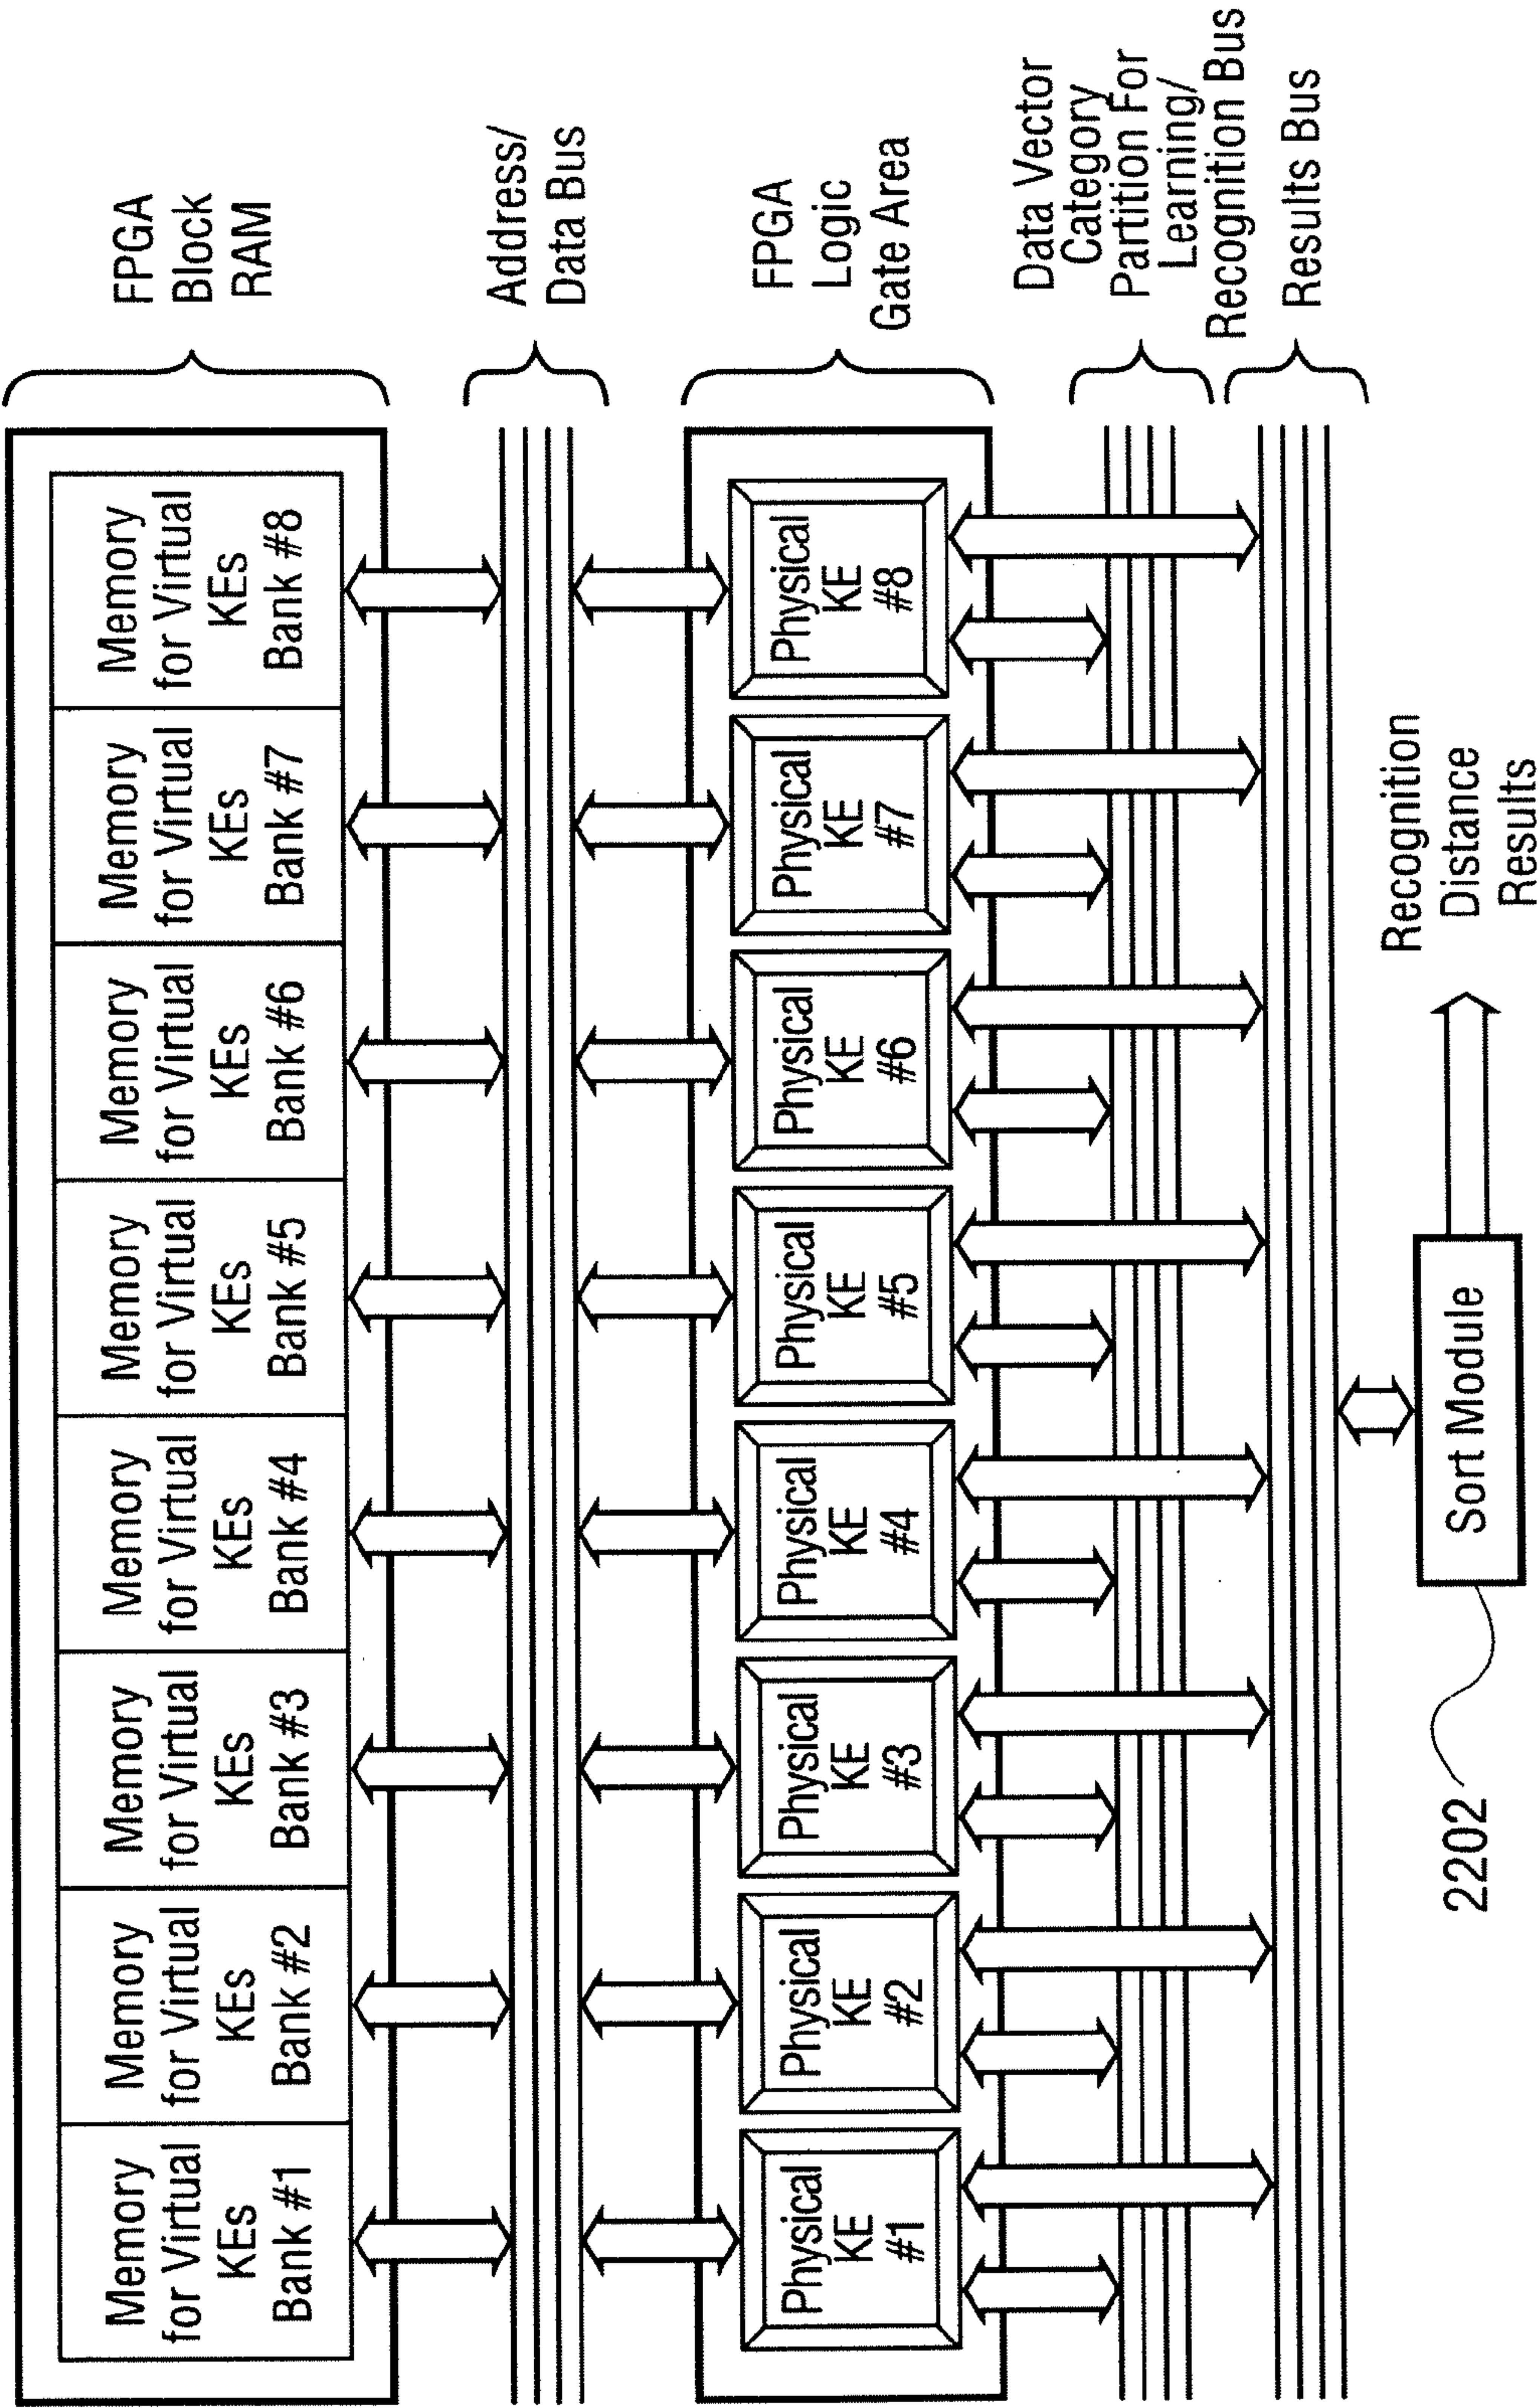 Memory
for Virtual
KEs
Bank #1
Memory
for Virtual
KEs
Bank #2
Memory
for Virtual
KEs
Bank #3
Memory
for Virtual
KEs
Bank #4
Memory
for Virtual
KEs
Bank #5
Memory
for Virtual
KEs
Bank #6
Memory
for Virtual
KEs
Bank #7
Memory
for Virtual
KEs
Bank #8
FPGA
Block
RAM
Address/
Data Bus
Physical
KE
#1
Physical
KE
#2
Physical
KE
#3
Physical
KE
#4
Physical
KE
#5
Physical
KE
#6
Physical
KE
#7
Physical
KE
#8
FPGA
Logic
Gate Area
Data Vector
Category
Partition For
Learning/
Recognition Bus
Results Bus
2202
Sort Module
Recognition
Distance
Results